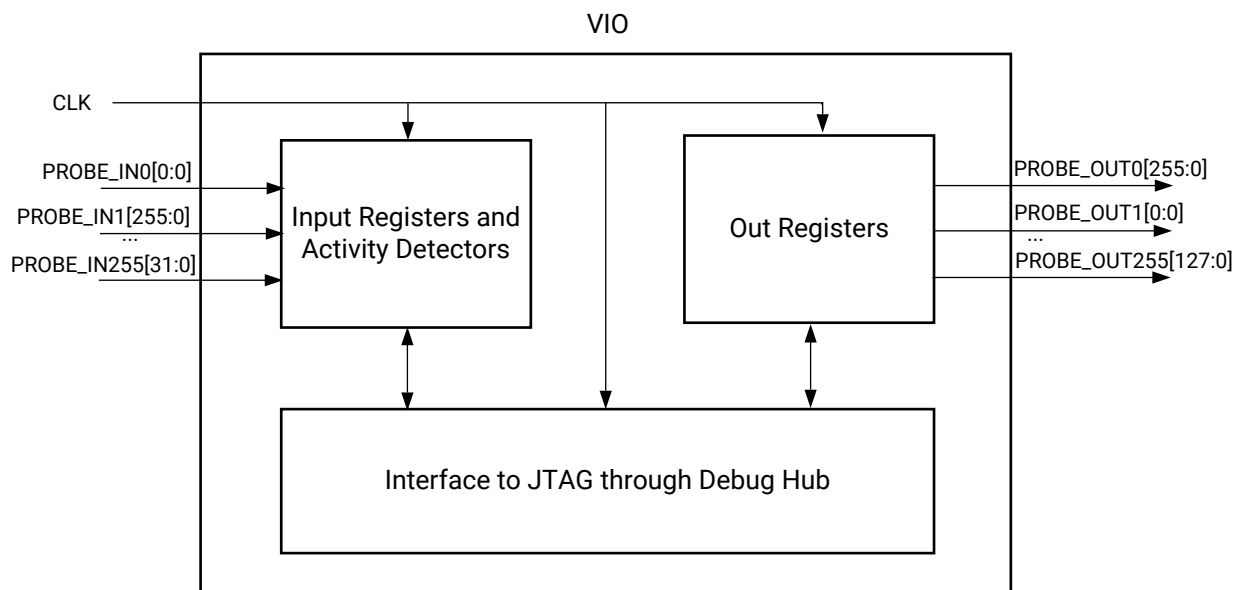 VIO
CLK
PROBE_IN0[0:0]
PROBE_IN1[255:0]
...
PROBE_IN255[31:0]
Input Registers and
Activity Detectors
Out Registers
PROBE_OUT0[255:0]
PROBE_OUT1[0:0]
...
PROBE_OUT255[127:0]
Interface to JTAG through Debug Hub